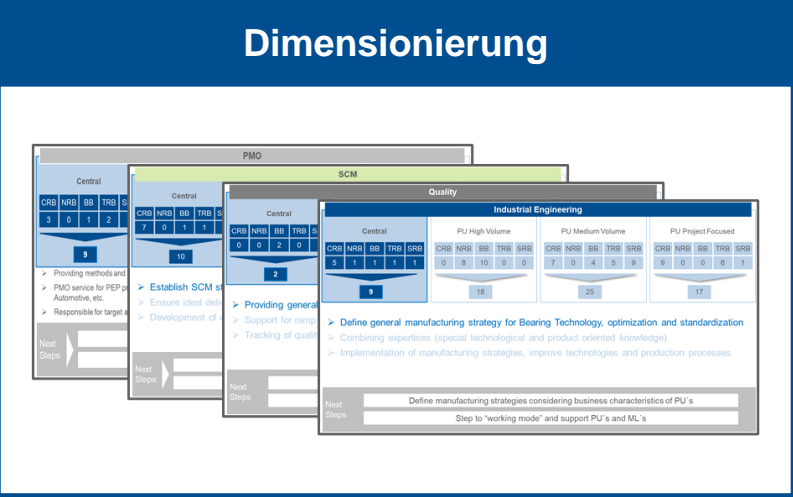 Dimensionierung
PMO
Central
CRB NRB BB TRB
3 0 1 2
9
Providing methods and
PMO service for PEP
Automotive, etc.
Responsible for target
Next
Steps
SCM
Central
CRB NRB BB TRB
7 0 1 1
10
Establish SCM
Ensure ideal
Development of
Next
Steps
Quality
Central
CRB NRB BB TRB
0 0 2 0
2
Providing general
Support for ramp
Tracking of
Next
Steps
Industrial Engineering
Central PU High Volume PU Medium Volume PU Project Focused
CRB NRB BB TRB SRB CRB NRB BB TRB SRB CRB NRB BB TRB SRB CRB NRB BB TRB SRB
5 1 1 1 1 0 8 10 0 0 7 0 4 5 9 9 0 0 6 1
9 18 25 17
Define general manufacturing strategy for Bearing Technology, optimization and standardization
Combining expertises (special technological and product oriented knowledge)
Implementation of manufacturing strategies, improve technologies and production processes
Next
Steps
Define manufacturing strategies considering business characteristics of PU´s
Step to “working mode” and support PU´s and ML´s